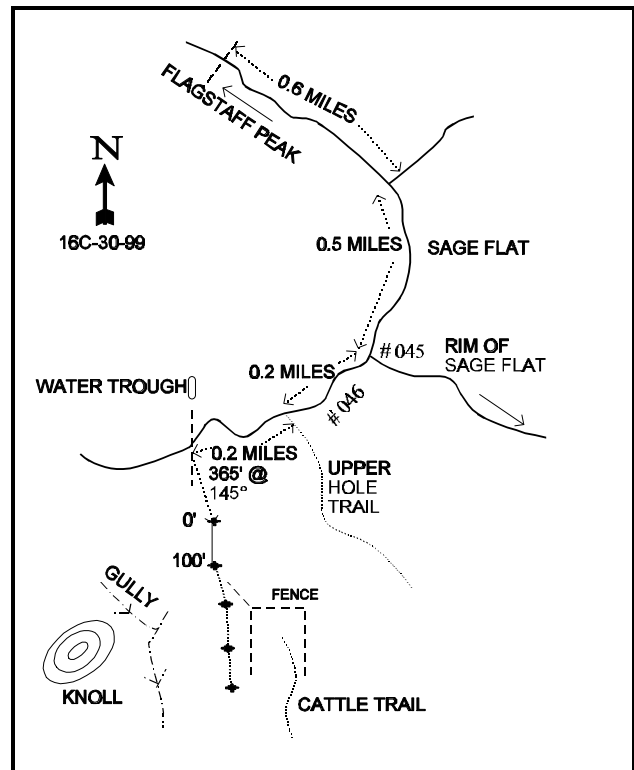 0.6 MILES
FLAGSTAFF PEAK
N
16C-30-99
0.5 MILES
SAGE FLAT
# 045
RIM OF
SAGE FLAT
0.2 MILES
WATER TROUGH
# 046
0.2 MILES
365' @
145°
UPPER
HOLE
TRAIL
0'
100'
GULLY
FENCE
KNOLL
CATTLE TRAIL